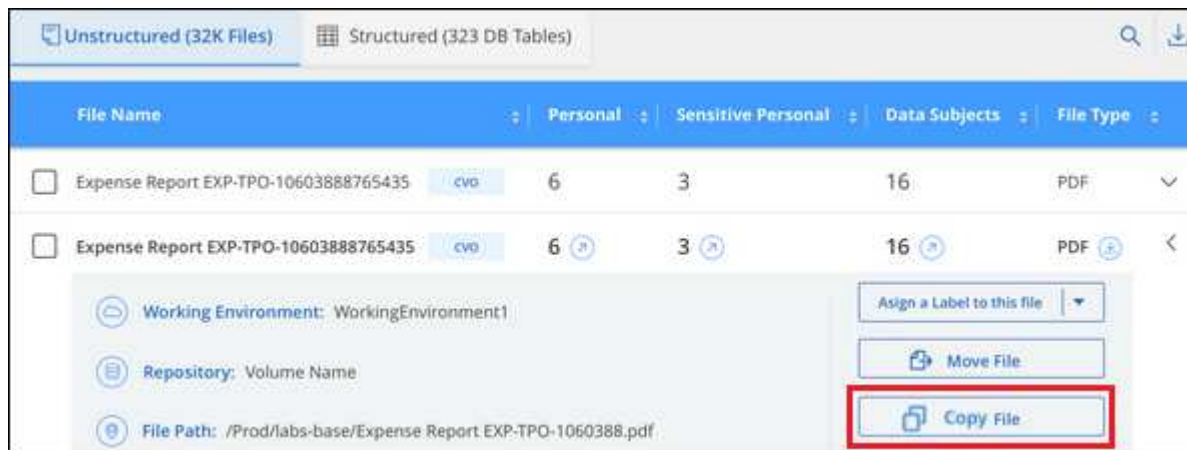 Unstructured (32K Files) Structured (323 DB Tables)
File Name Personal Sensitive Personal Data Subjects File Type
Expense Report EXP-TPO-10603888765435 CVO 6 3 16 PDF
Expense Report EXP-TPO-10603888765435 CVO 6 3 16 PDF
Working Environment: WorkingEnvironment1 Asign a Label to this file
Repository: Volume Name Move File
File Path: /Prod/labs-base/Expense Report EXP-TPO-1060388.pdf Copy File